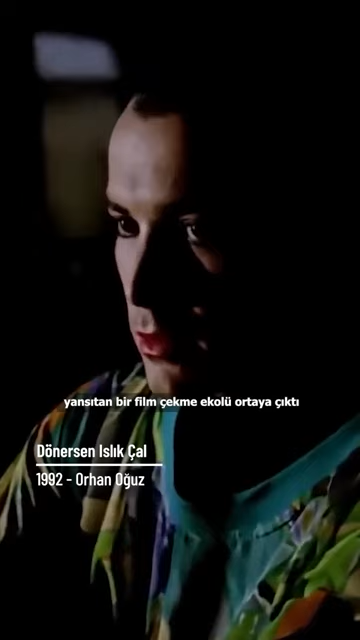 yansıtan bir film çekme ekolü ortaya çıktı
Dönersen Islık Çal
1992 - Orhan Oğuz